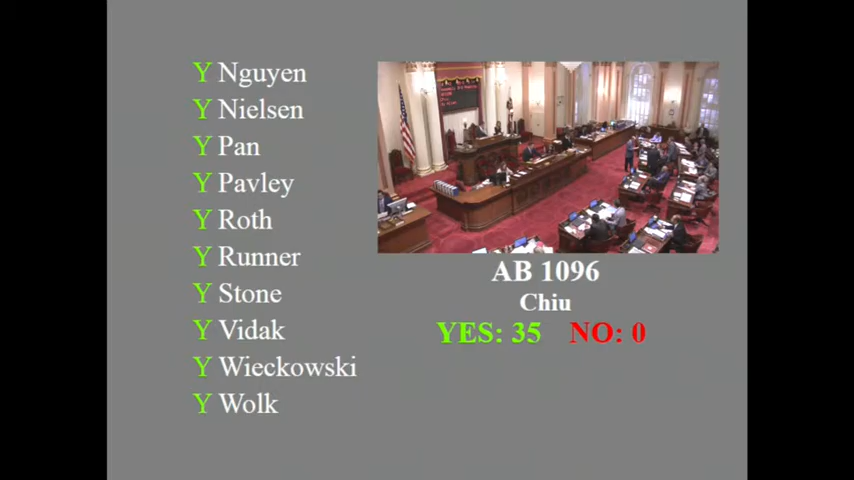 Y Nguyen
Y Nielsen
Y Pan
Y Pavley
Y Roth
Y Runner
Y Stone
Y Vidak
Y Wieckowski
Y Wolk
AB 1096
Chiu
YES: 35 NO: 0